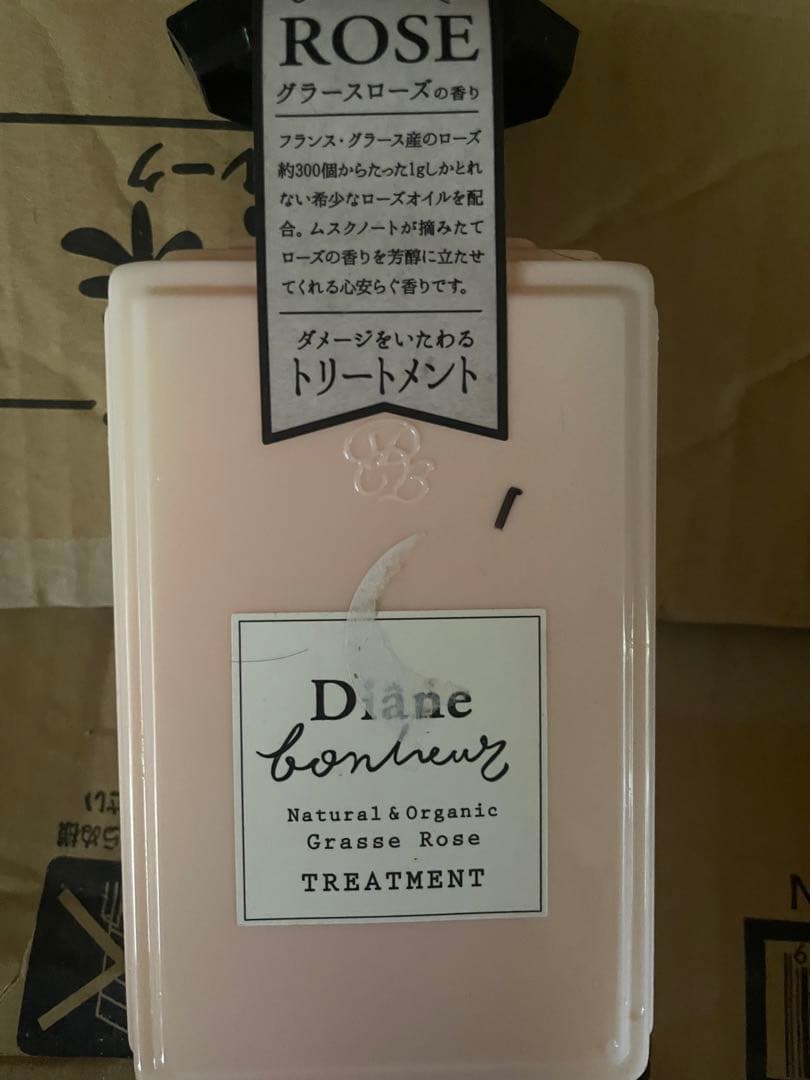 ROSE
グラースローズの香り
フランス・グラース産のローズ
約300個からたった1gしかとれ
ない希少なローズオイルを配
合。ムスクノートが摘みたて
ローズの香りを芳醇に立たせ
てくれる心安らぐ香りです。
ダメージをいたわる
トリートメント
1
Diane
bonheur
Natural & Organic
Grasse Rose
TREATMENT